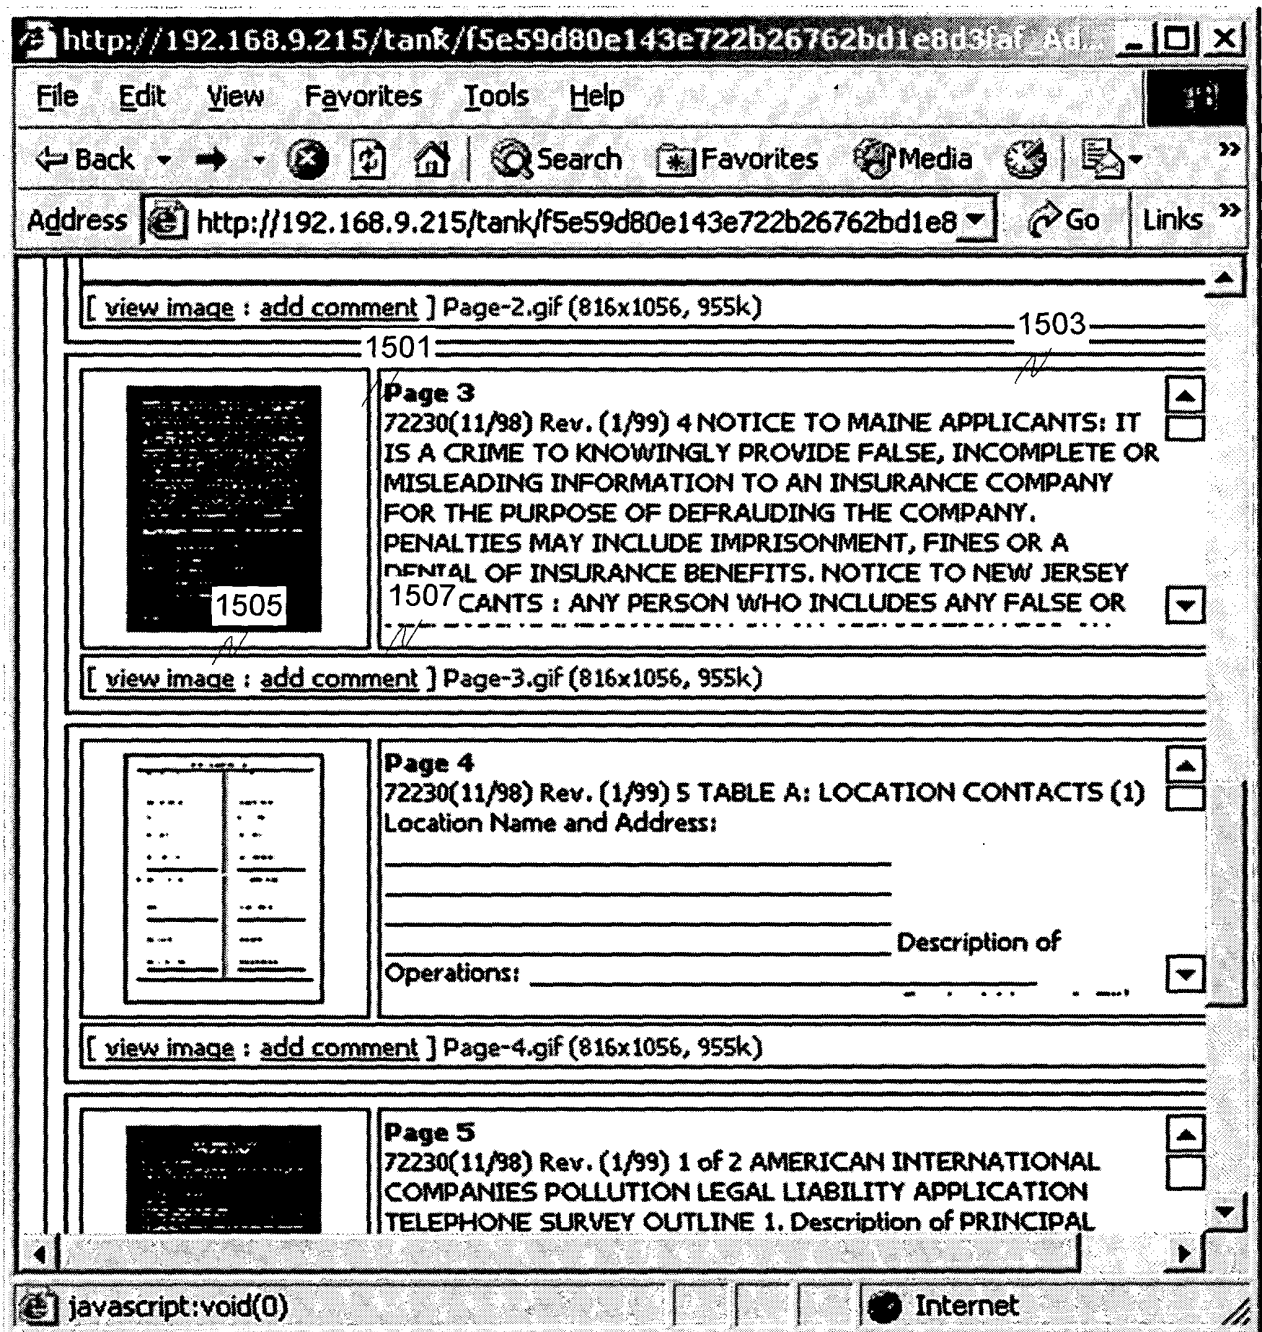 http://192.168.9.215/tank/f5e59d80e143e722b26762bd1e8d3faf_Ad...
File Edit View Favorites Tools Help
Back Search Favorites Media
Address http://192.168.9.215/tank/f5e59d80e143e722b26762bd1e8 Go Links
[ view image : add comment ] Page-2.gif (816x1056, 955k)
1501 1503
Page 3
72230(11/98) Rev. (1/99) 4 NOTICE TO MAINE APPLICANTS: IT
IS A CRIME TO KNOWINGLY PROVIDE FALSE, INCOMPLETE OR
MISLEADING INFORMATION TO AN INSURANCE COMPANY
FOR THE PURPOSE OF DEFRAUDING THE COMPANY.
PENALTIES MAY INCLUDE IMPRISONMENT, FINES OR A
DENIAL OF INSURANCE BENEFITS. NOTICE TO NEW JERSEY
CANTS : ANY PERSON WHO INCLUDES ANY FALSE OR
1505 1507
[ view image : add comment ] Page-3.gif (816x1056, 955k)
Page 4
72230(11/98) Rev. (1/99) 5 TABLE A: LOCATION CONTACTS (1)
Location Name and Address:
Description of
Operations:
[ view image : add comment ] Page-4.gif (816x1056, 955k)
Page 5
72230(11/98) Rev. (1/99) 1 of 2 AMERICAN INTERNATIONAL
COMPANIES POLLUTION LEGAL LIABILITY APPLICATION
TELEPHONE SURVEY OUTLINE 1. Description of PRINCIPAL
javascript:void(0) Internet